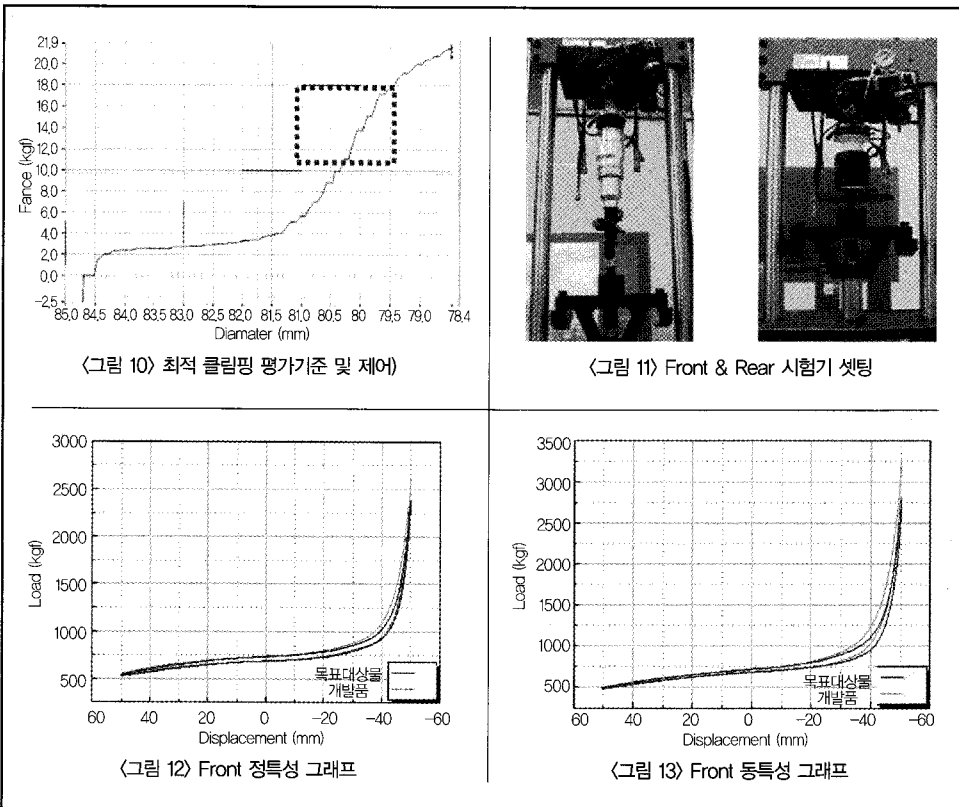 21,9
20,0
18,0
16,0
14,0
12,0
10,0
8,0
6,0
4,0
2,0
0,0
-2,5
Fance (kgf)
85,0 84,5 84,0 83,5 83,0 82,5 82,0 81,5 81,0 80,5 80 79,5 79,0 78,4
Diamater (mm)
〈그림 10〉 최적 클림핑 평가기준 및 제어)
〈그림 11〉 Front & Rear 시험기 셋팅
3000
2500
2000
1500
1000
500
Load (kgf)
목표대상물
개발품
60 40 20 0 -20 -40 -60
Displacement (mm)
〈그림 12〉 Front 정특성 그래프
3500
3000
2500
2000
1500
1000
500
Load (kgf)
목표대상물
개발품
60 40 20 0 -20 -40 -60
Displacement (mm)
〈그림 13〉 Front 동특성 그래프